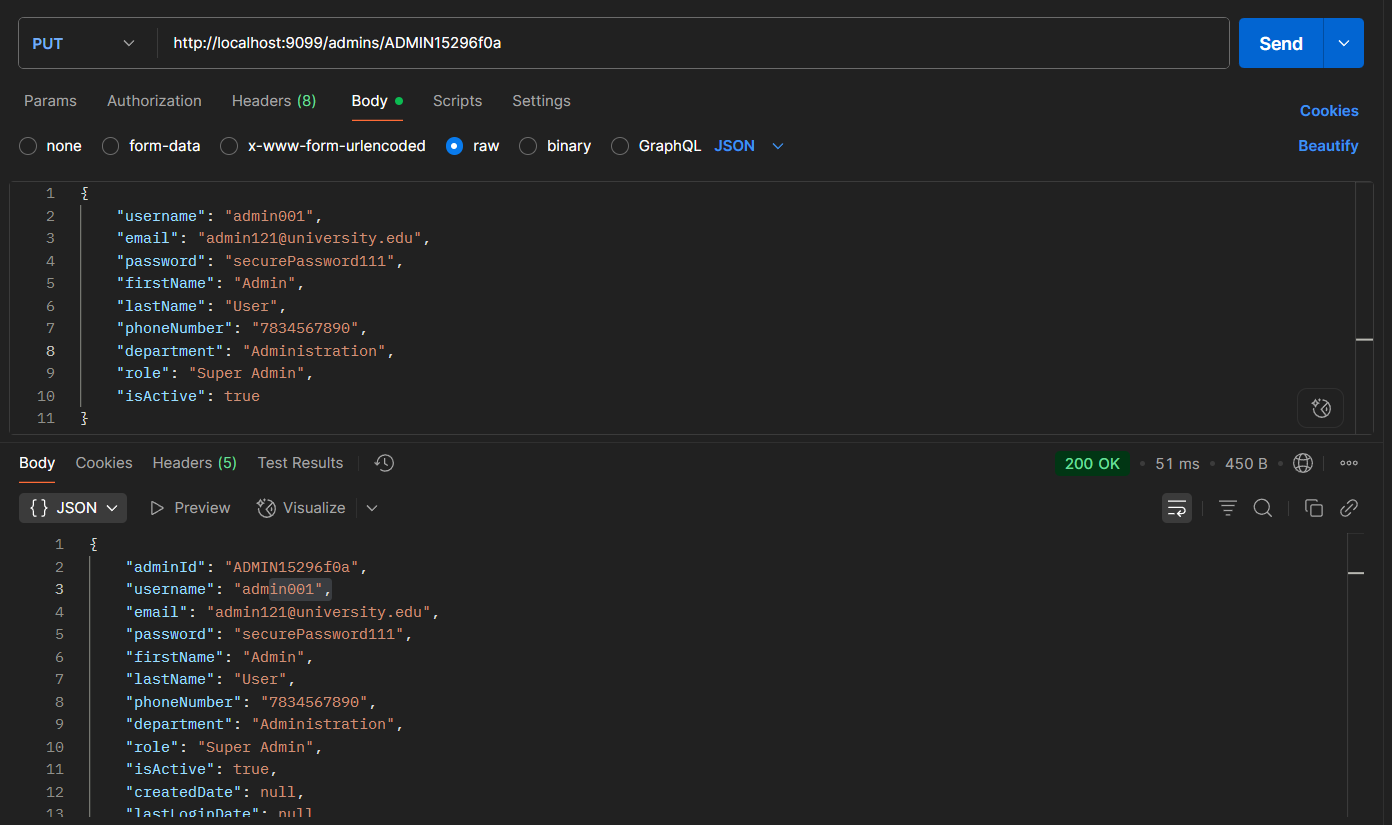 PUT http://localhost:9099/admins/ADMIN15296f0a Send
Params Authorization Headers (8) Body Scripts Settings Cookies
none form-data x-www-form-urlencoded raw binary GraphQL JSON Beautify
1 {
2 "username": "admin001",
3 "email": "admin121@university.edu",
4 "password": "securePassword111",
5 "firstName": "Admin",
6 "lastName": "User",
7 "phoneNumber": "7834567890",
8 "department": "Administration",
9 "role": "Super Admin",
10 "isActive": true
11 }
Body Cookies Headers (5) Test Results 200 OK • 51 ms • 450 B •
{} JSON Preview Visualize
1 {
2 "adminId": "ADMIN15296f0a",
3 "username": "admin001",
4 "email": "admin121@university.edu",
5 "password": "securePassword111",
6 "firstName": "Admin",
7 "lastName": "User",
8 "phoneNumber": "7834567890",
9 "department": "Administration",
10 "role": "Super Admin",
11 "isActive": true,
12 "createdDate": null,
13 "lastLoginDate": null